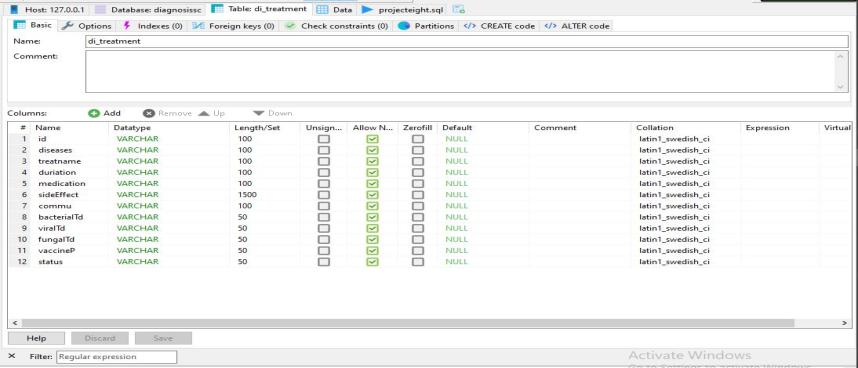 Host: 127.0.0.1 Database: diagnosissc Table: di_treatment Data projecteight.sql
Basic Options Indexes (0) Foreign keys (0) Check constraints (0) Partitions </> CREATE code </> ALTER code
Name: di_treatment
Comment:
Columns: Add Remove Up Down
# Name Datatype Length/Set Unsign... Allow N... Zerofill Default Comment Collation Expression Virtual
1 id VARCHAR 100 NULL latin1_swedish_ci
2 diseases VARCHAR 100 NULL latin1_swedish_ci
3 treatname VARCHAR 100 NULL latin1_swedish_ci
4 duriation VARCHAR 100 NULL latin1_swedish_ci
5 medication VARCHAR 100 NULL latin1_swedish_ci
6 sideEffect VARCHAR 1500 NULL latin1_swedish_ci
7 commu VARCHAR 100 NULL latin1_swedish_ci
8 bacterialTd VARCHAR 50 NULL latin1_swedish_ci
9 viralTd VARCHAR 50 NULL latin1_swedish_ci
10 fungalTd VARCHAR 50 NULL latin1_swedish_ci
11 vaccineP VARCHAR 50 NULL latin1_swedish_ci
12 status VARCHAR 50 NULL latin1_swedish_ci
Help Discard Save
Filter: Regular expression
Activate Windows
Go to Settings to activate Windows.